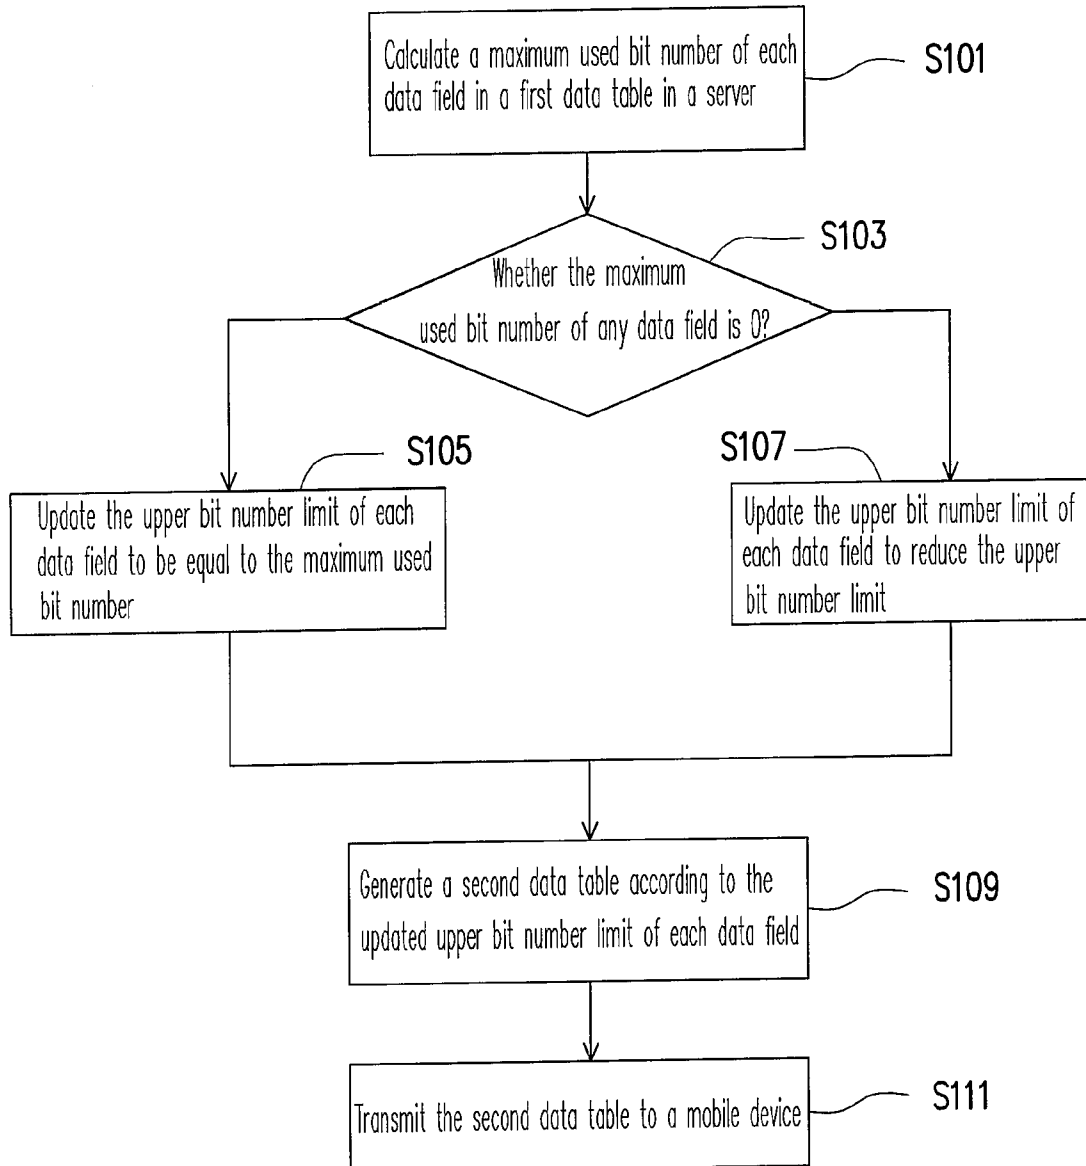 Calculate a maximum used bit number of each
data field in a first data table in a server
S101
S103
Whether the maximum
used bit number of any data field is 0?
S105
S107
Update the upper bit number limit of each
data field to be equal to the maximum used
bit number
Update the upper bit number limit of
each data field to reduce the upper
bit number limit
Generate a second data table according to the
updated upper bit number limit of each data field
S109
Transmit the second data table to a mobile device
S111